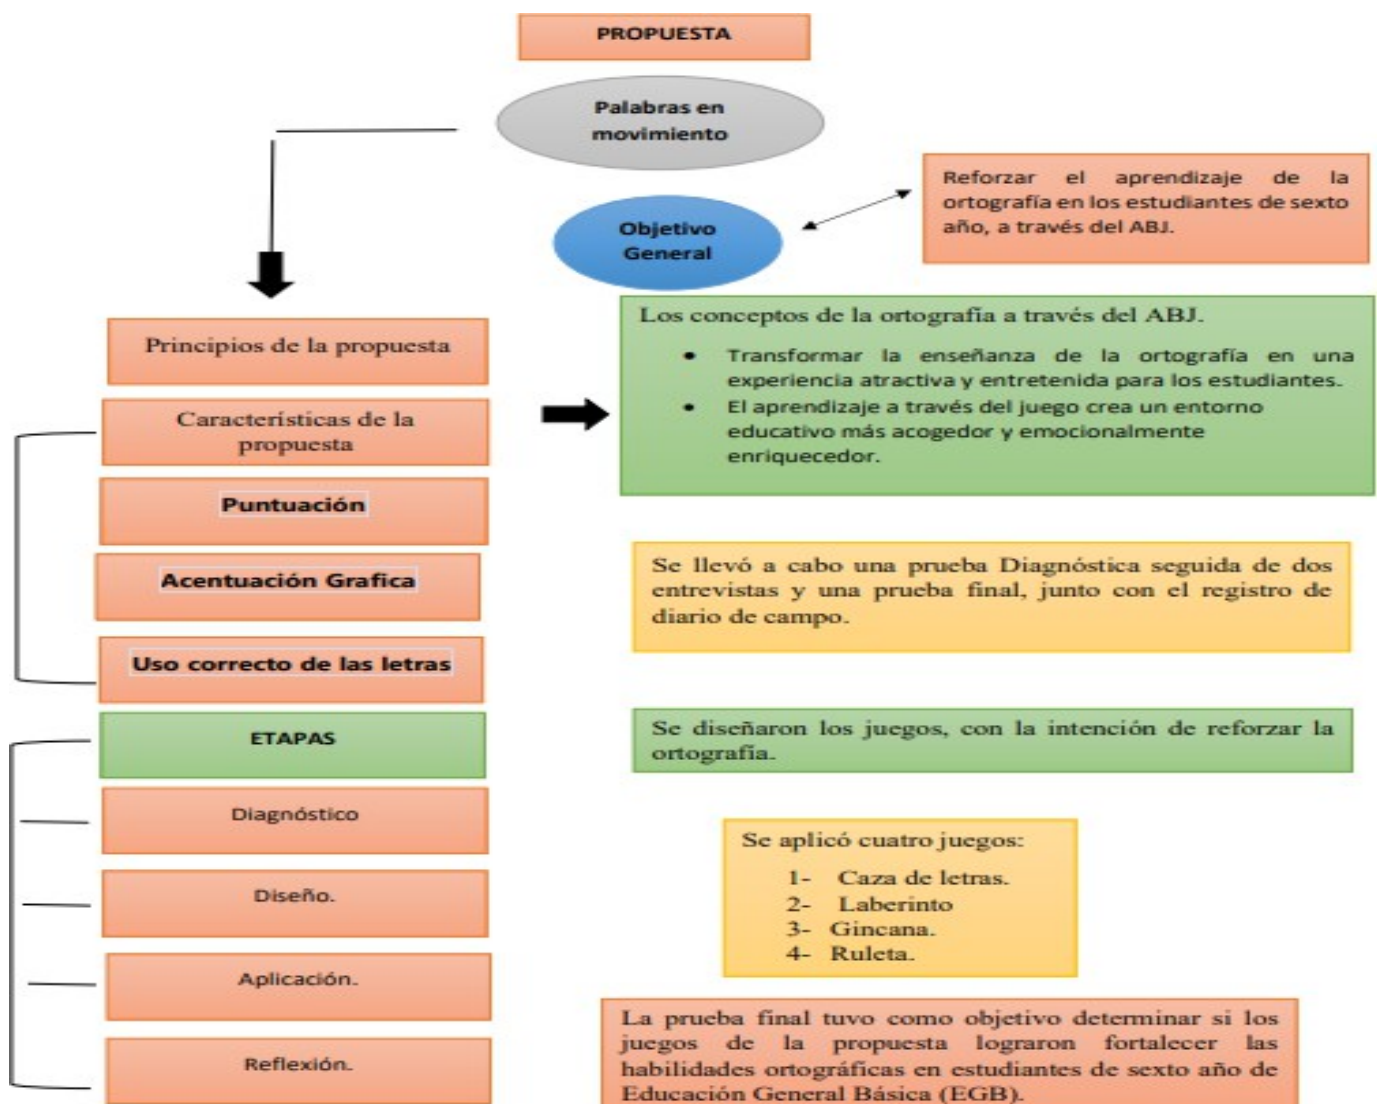 PROPUESTA
Palabras en
movimiento
Objetivo
General
Reforzar el aprendizaje de la
ortografía en los estudiantes de sexto
año, a través del ABJ.
Principios de la propuesta
Los conceptos de la ortografía a través del ABJ.
• Transformar la enseñanza de la ortografía en una
experiencia atractiva y entretenida para los estudiantes.
• El aprendizaje a través del juego crea un entorno
educativo más acogedor y emocionalmente
enriquecedor.
Características de la
propuesta
Puntuación
Acentuación Grafica
Uso correcto de las letras
Se llevó a cabo una prueba Diagnóstica seguida de dos
entrevistas y una prueba final, junto con el registro de
diario de campo.
ETAPAS
Se diseñaron los juegos, con la intención de reforzar la
ortografía.
Diagnóstico
Diseño.
Aplicación.
Reflexión.
Se aplicó cuatro juegos:
1- Caza de letras.
2- Laberinto
3- Gincana.
4- Ruleta.
La prueba final tuvo como objetivo determinar si los
juegos de la propuesta lograron fortalecer las
habilidades ortográficas en estudiantes de sexto año de
Educación General Básica (EGB).